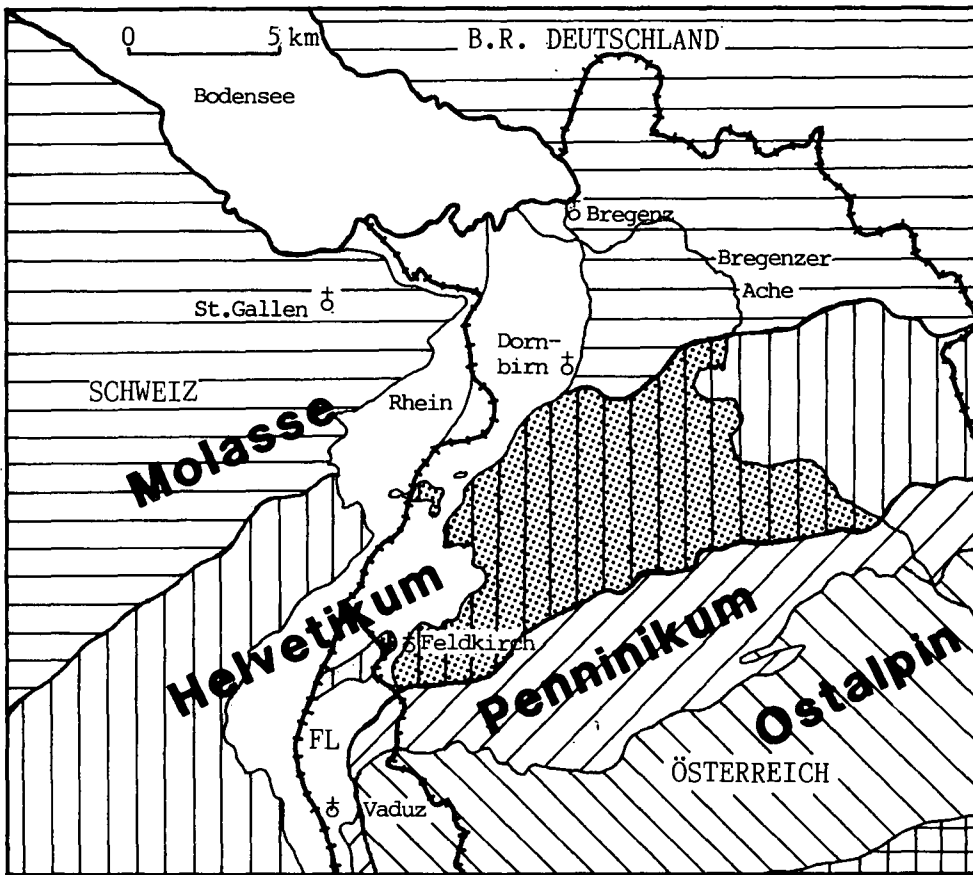 0 5 km
B.R. DEUTSCHLAND
Bodensee
Bregenz
Bregenzer
Ache
St.Gallen
Dorn-
birn
SCHWEIZ
Rhein
Molasse
Helvetikum
Feldkirch
Penninikum
Ostalpin
FL
ÖSTERREICH
Vaduz